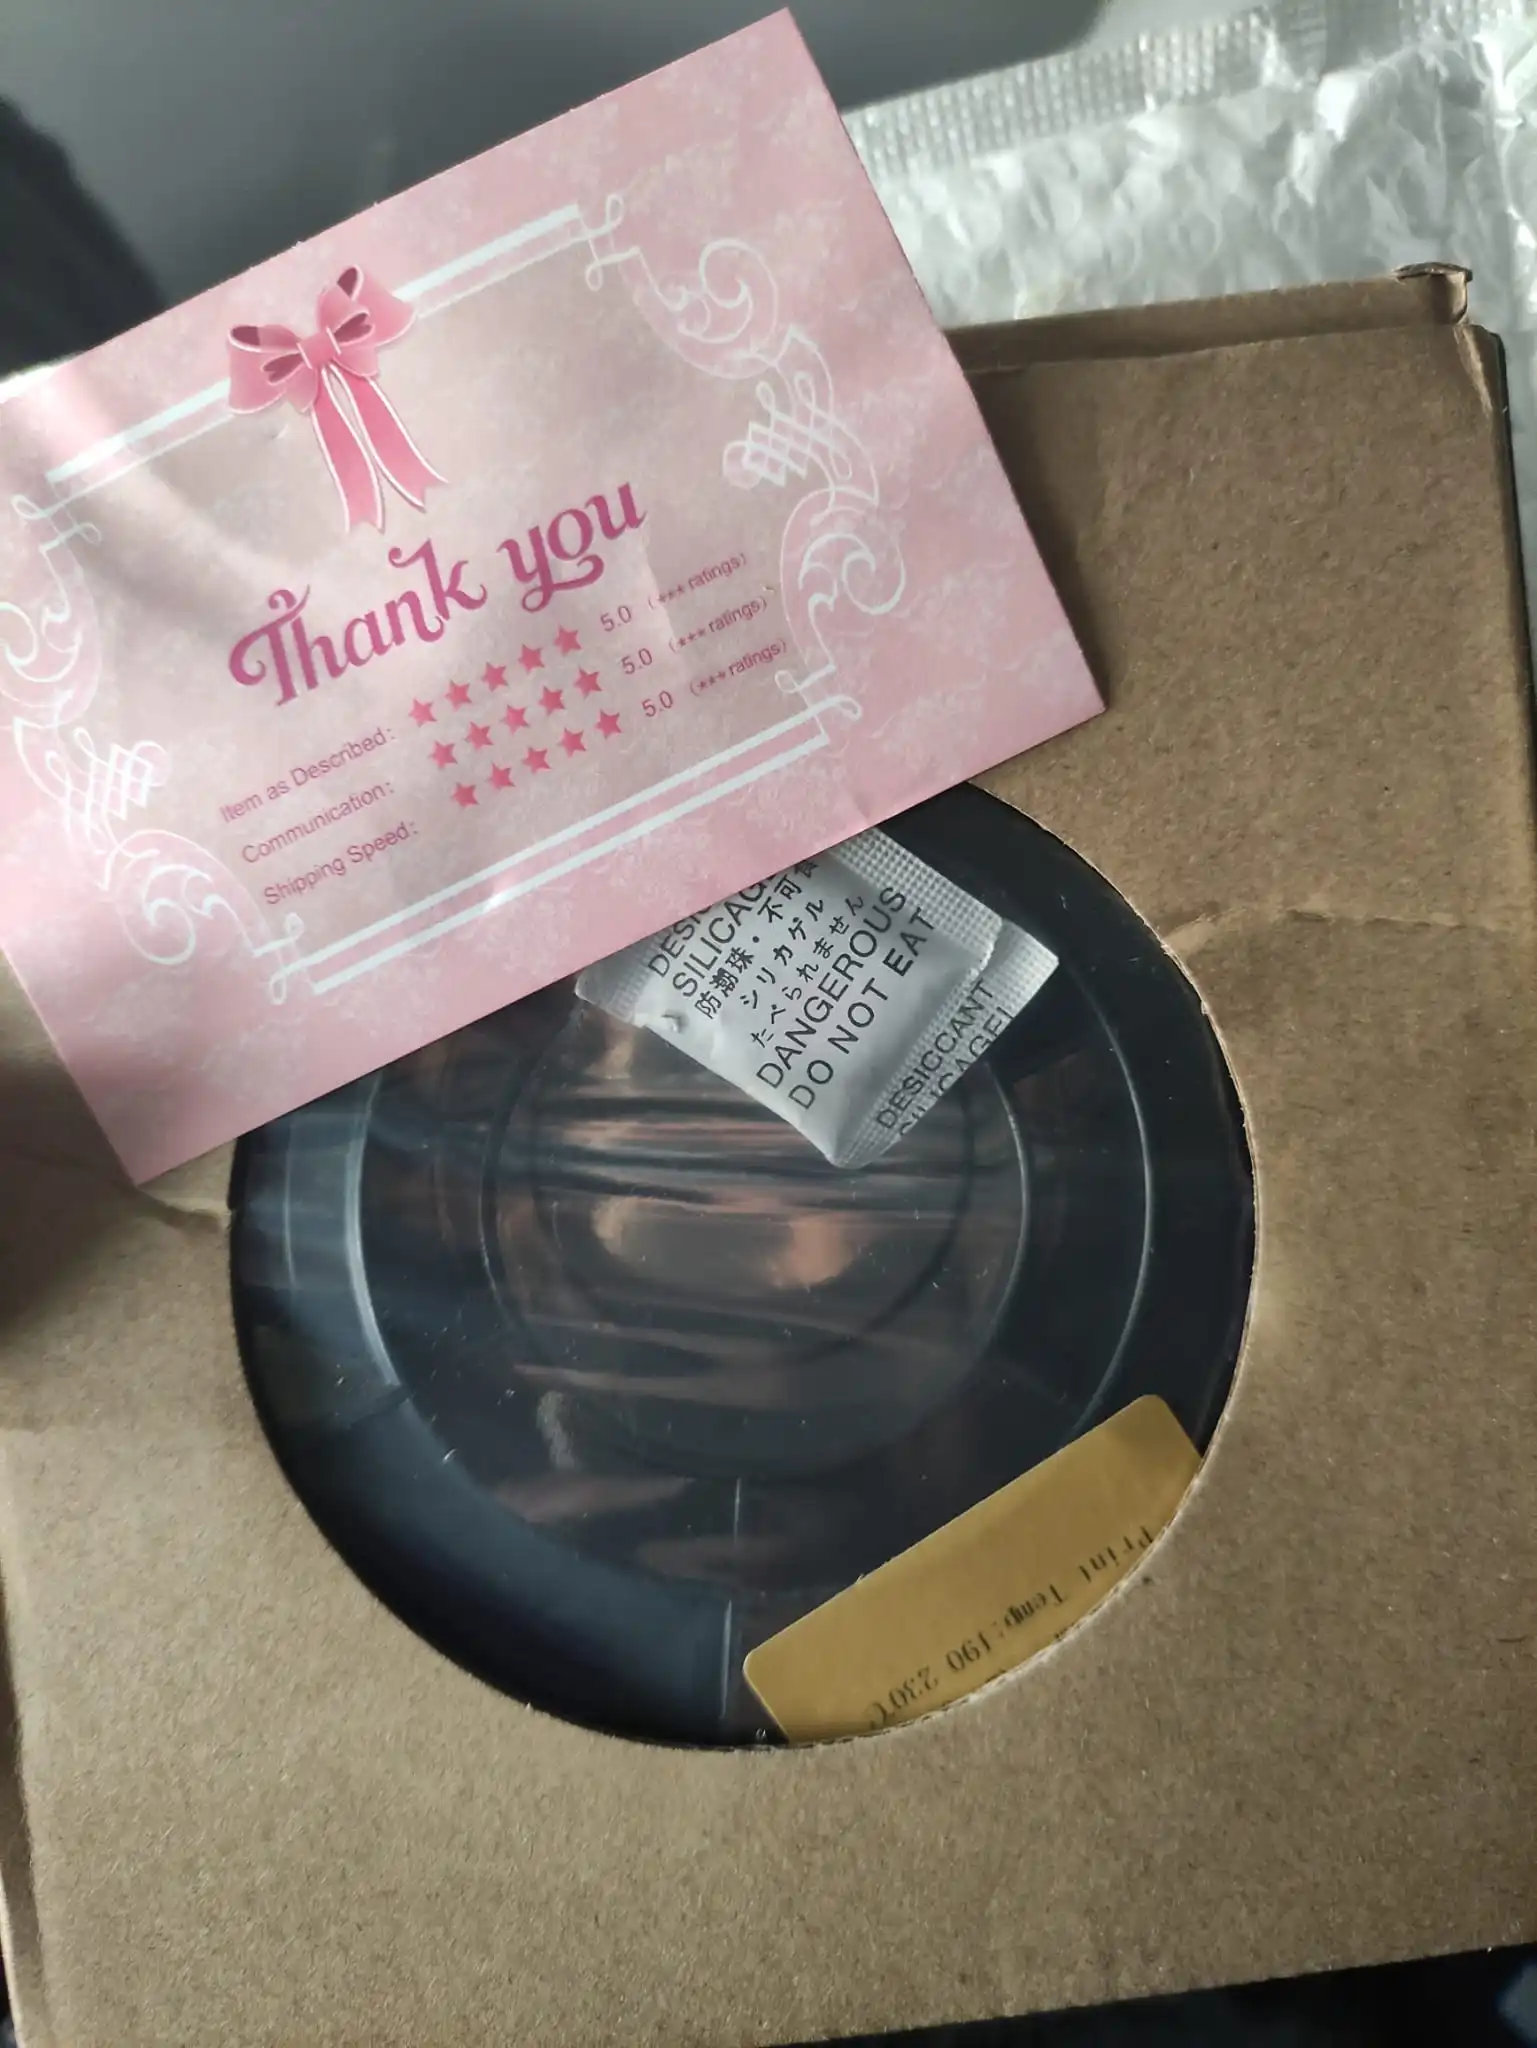 Thank you
Item as Described: ★★★★★ 5.0 (*** ratings)
Communication: ★★★★★ 5.0 (*** ratings)
Shipping Speed: ★★★★★ 5.0 (*** ratings)
SILICAG
防潮珠・不可食
シリカゲル
たべられません
DANGEROUS
DO NOT EAT
DESICCANT
SILICAGEL
Print Temp:190 230C